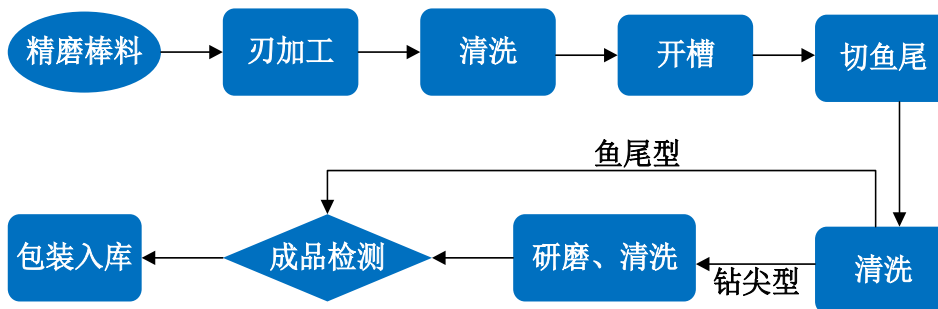 精磨棒料
刃加工
清洗
开槽
切鱼尾
鱼尾型
包装入库
成品检测
研磨、清洗
钻尖型
清洗